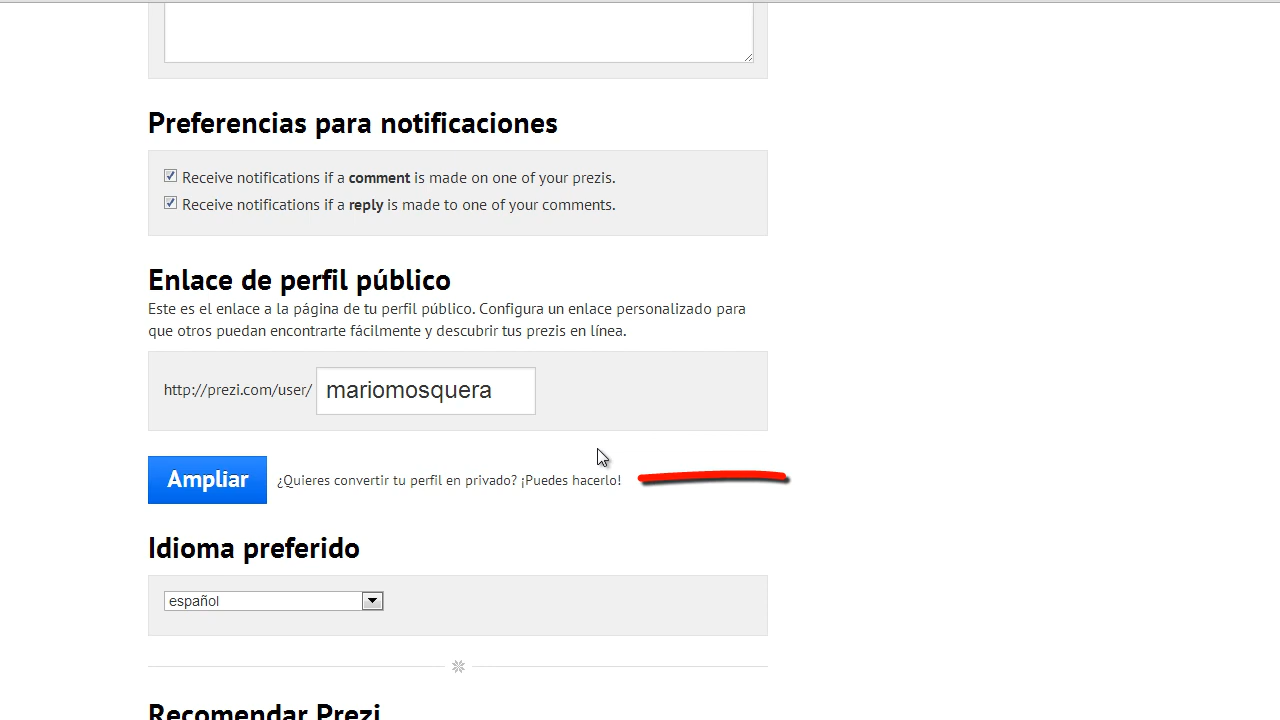 Preferencias para notificaciones
Receive notifications if a comment is made on one of your prezis.
Receive notifications if a reply is made to one of your comments.
Enlace de perfil público
Este es el enlace a la página de tu perfil público. Configura un enlace personalizado para
que otros puedan encontrarte fácilmente y descubrir tus prezis en línea.
http://prezi.com/user/ mariomosquera
Ampliar ¿Quieres convertir tu perfil en privado? ¡Puedes hacerlo!
Idioma preferido
español
Recomendar Prezi